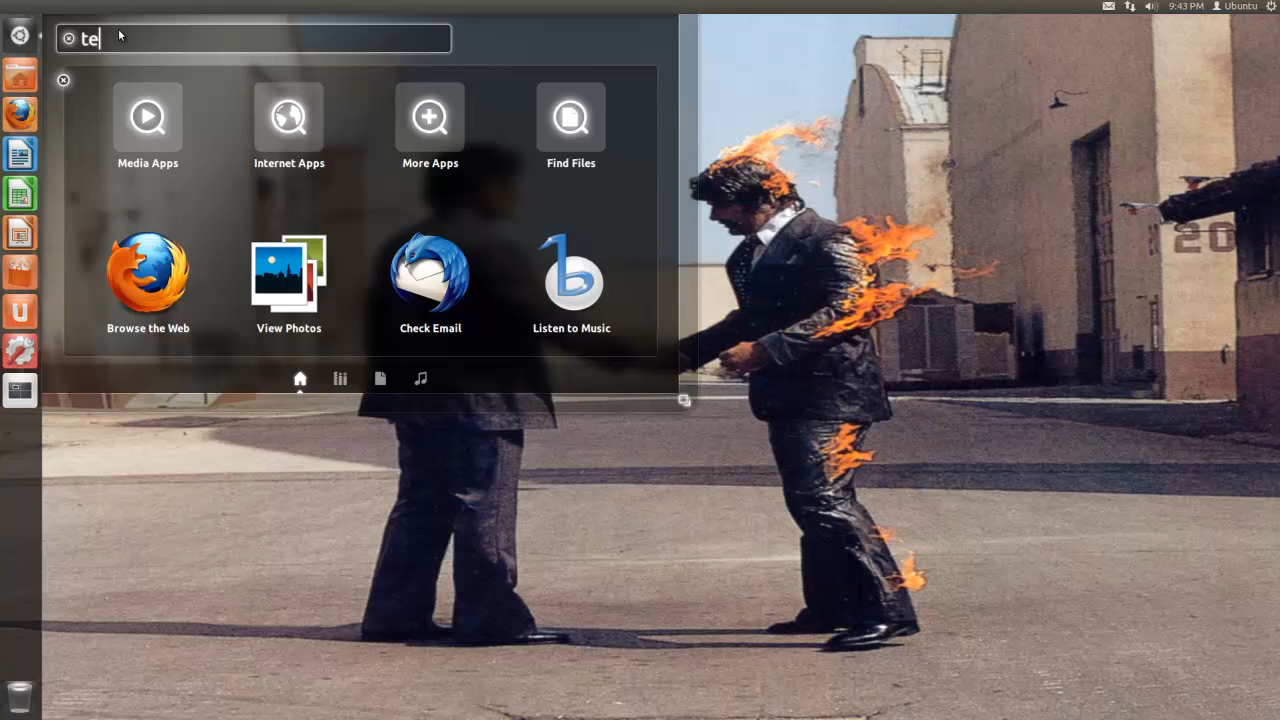 9:43 PM Ubuntu
te
Media Apps Internet Apps More Apps Find Files
Browse the Web View Photos Check Email Listen to Music
20
U